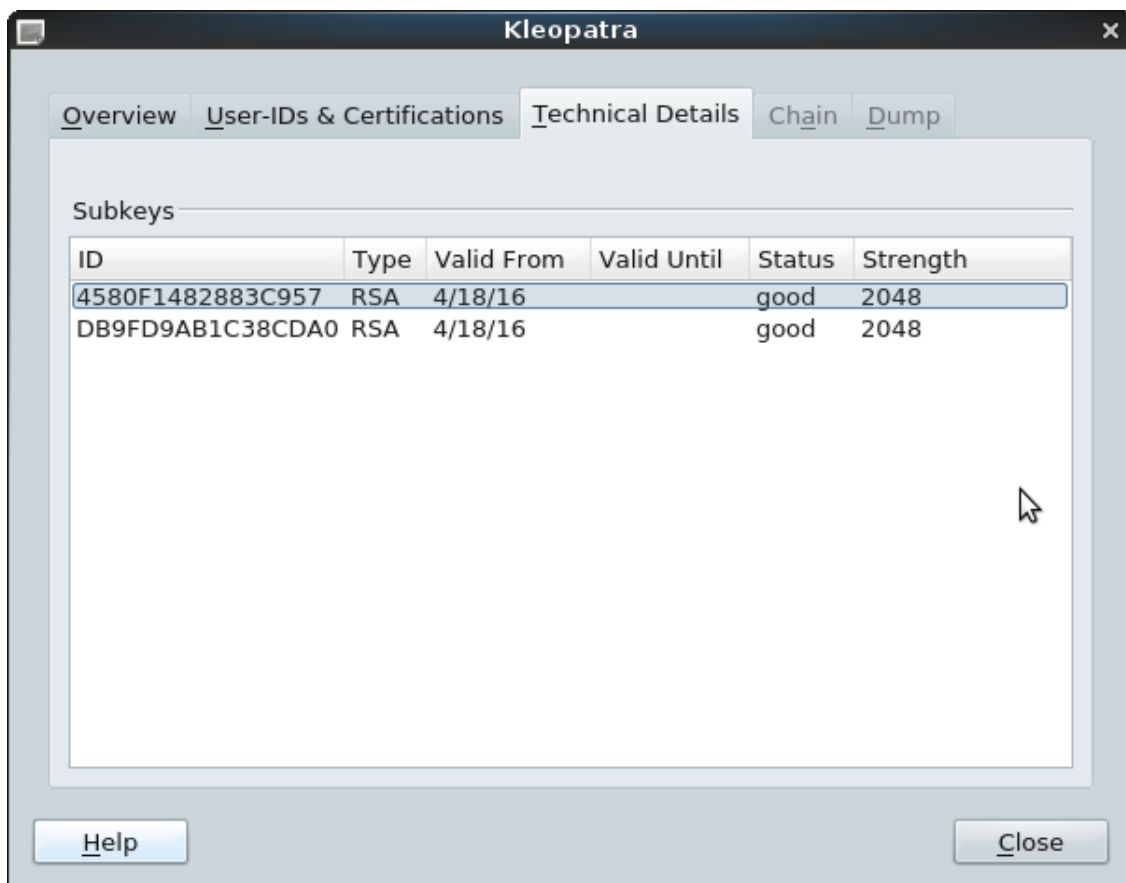 Kleopatra
Overview User-IDs & Certifications Technical Details Chain Dump
Subkeys
ID Type Valid From Valid Until Status Strength
4580F1482883C957 RSA 4/18/16 good 2048
DB9FD9AB1C38CDA0 RSA 4/18/16 good 2048
Help Close